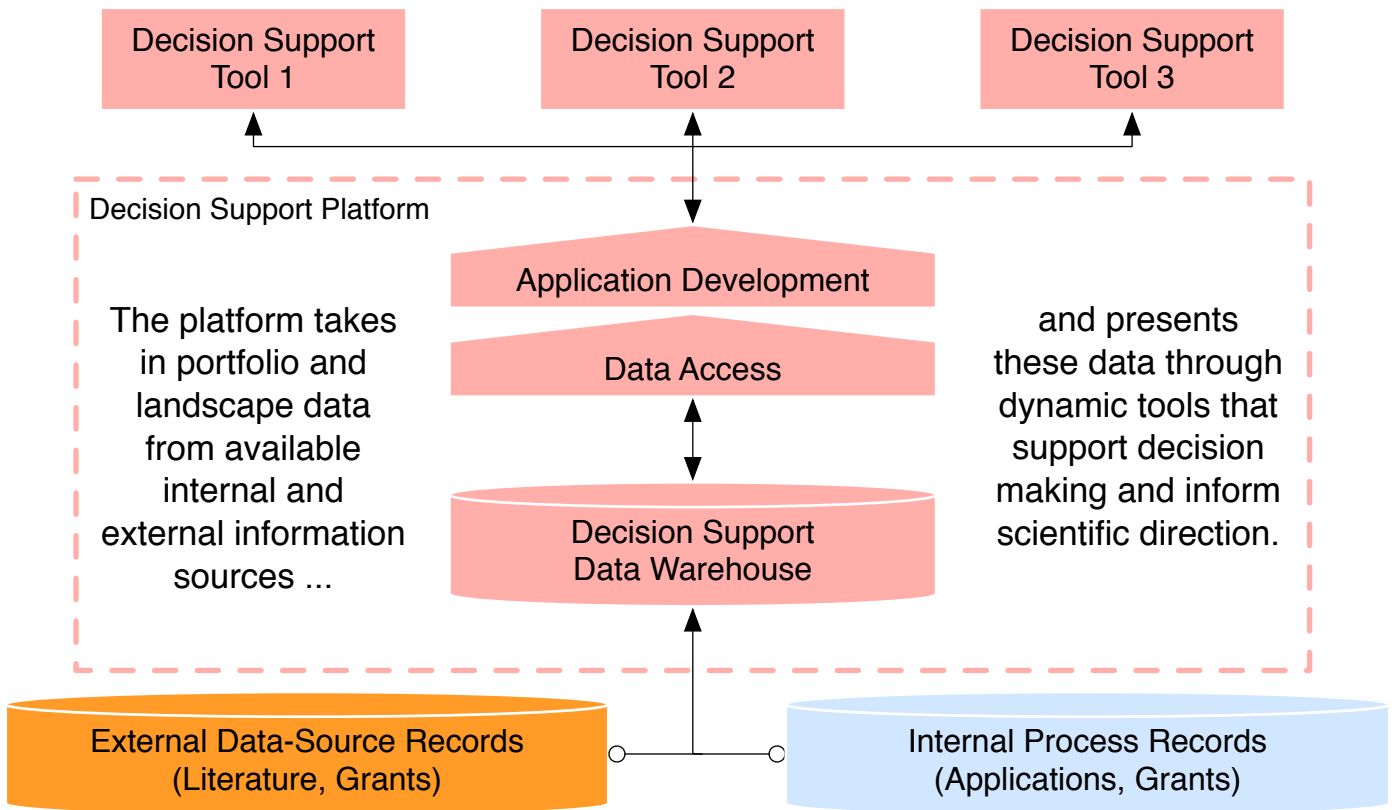 Decision Support
Tool 1
Decision Support
Tool 2
Decision Support
Tool 3
Decision Support Platform
The platform takes
in portfolio and
landscape data
from available
internal and
external information
sources ...
Application Development
Data Access
Decision Support
Data Warehouse
and presents
these data through
dynamic tools that
support decision
making and inform
scientific direction.
External Data-Source Records
(Literature, Grants)
Internal Process Records
(Applications, Grants)